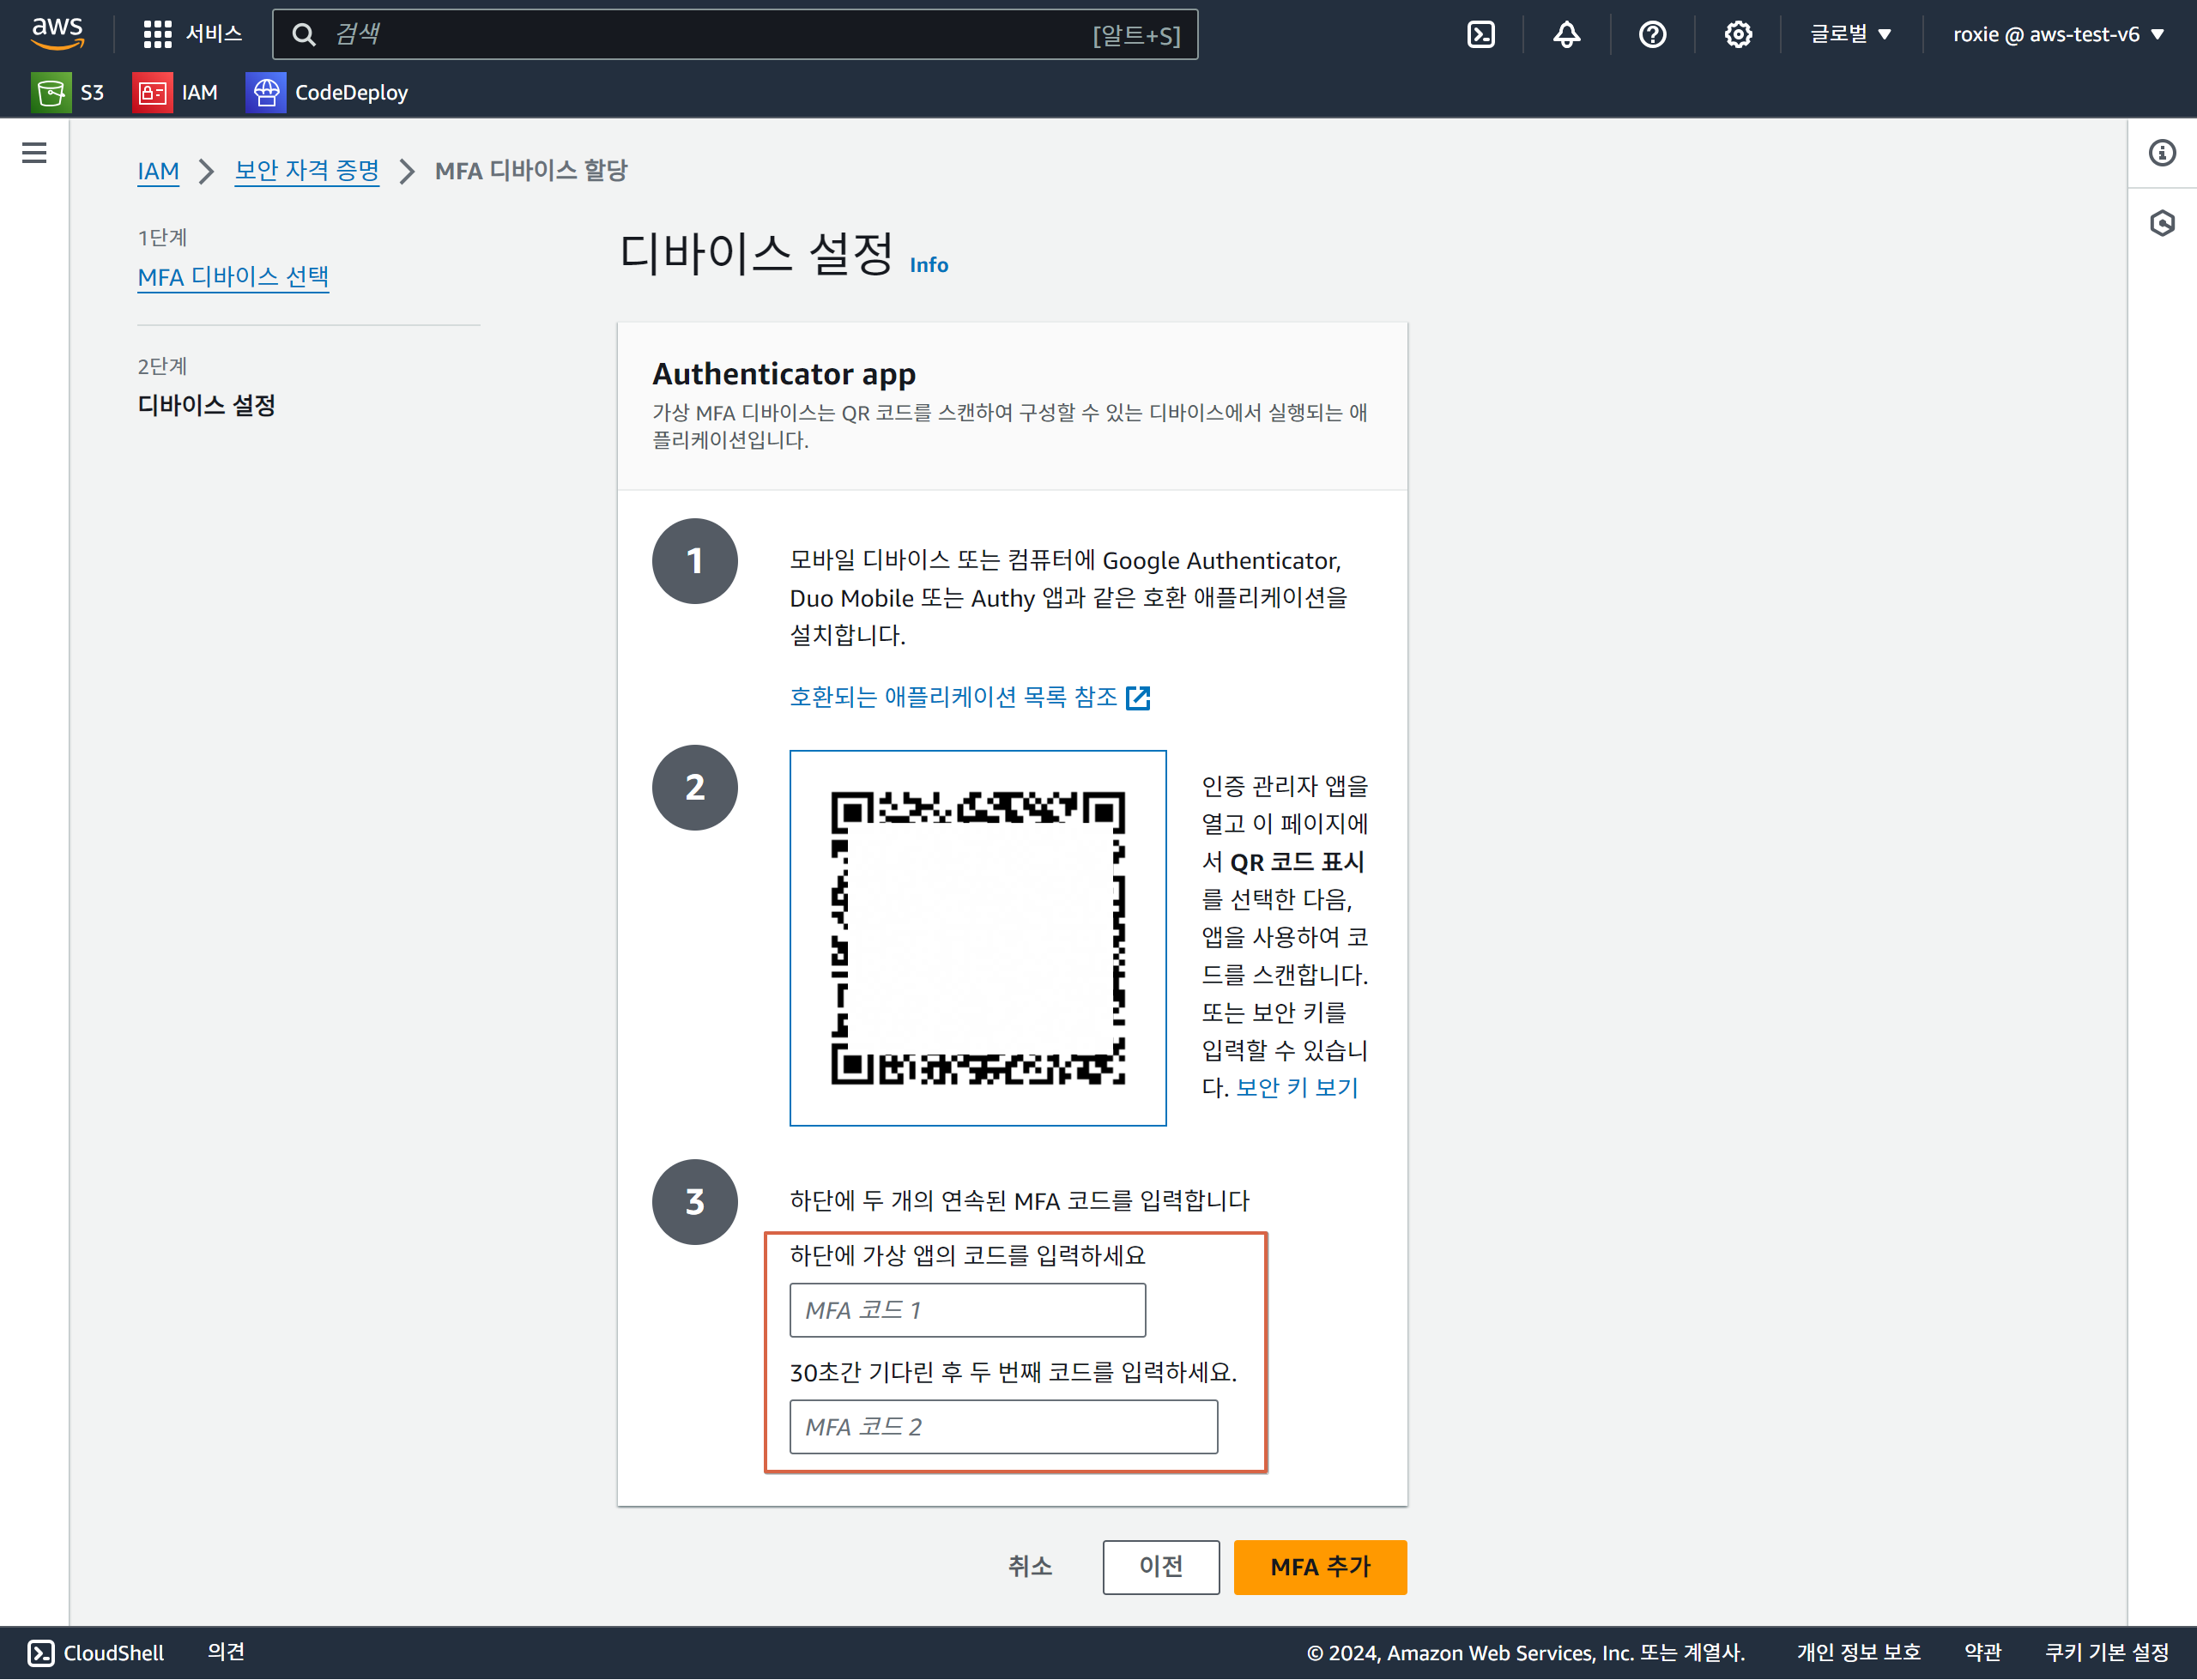 aws
서비스
검색
[알트+S]
글로벌
roxie @ aws-test-v6
S3
IAM
CodeDeploy
IAM
보안 자격 증명
MFA 디바이스 할당
1단계
MFA 디바이스 선택
2단계
디바이스 설정
디바이스 설정 Info
Authenticator app
가상 MFA 디바이스는 QR 코드를 스캔하여 구성할 수 있는 디바이스에서 실행되는 애
플리케이션입니다.
1
모바일 디바이스 또는 컴퓨터에 Google Authenticator,
Duo Mobile 또는 Authy 앱과 같은 호환 애플리케이션을
설치합니다.
호환되는 애플리케이션 목록 참조
2
인증 관리자 앱을
열고 이 페이지에
서 QR 코드 표시
를 선택한 다음,
앱을 사용하여 코
드를 스캔합니다.
또는 보안 키를
입력할 수 있습니
다. 보안 키 보기
3
하단에 두 개의 연속된 MFA 코드를 입력합니다
하단에 가상 앱의 코드를 입력하세요
MFA 코드 1
30초간 기다린 후 두 번째 코드를 입력하세요.
MFA 코드 2
취소
이전
MFA 추가
CloudShell
의견
© 2024, Amazon Web Services, Inc. 또는 계열사.
개인 정보 보호
약관
쿠키 기본 설정